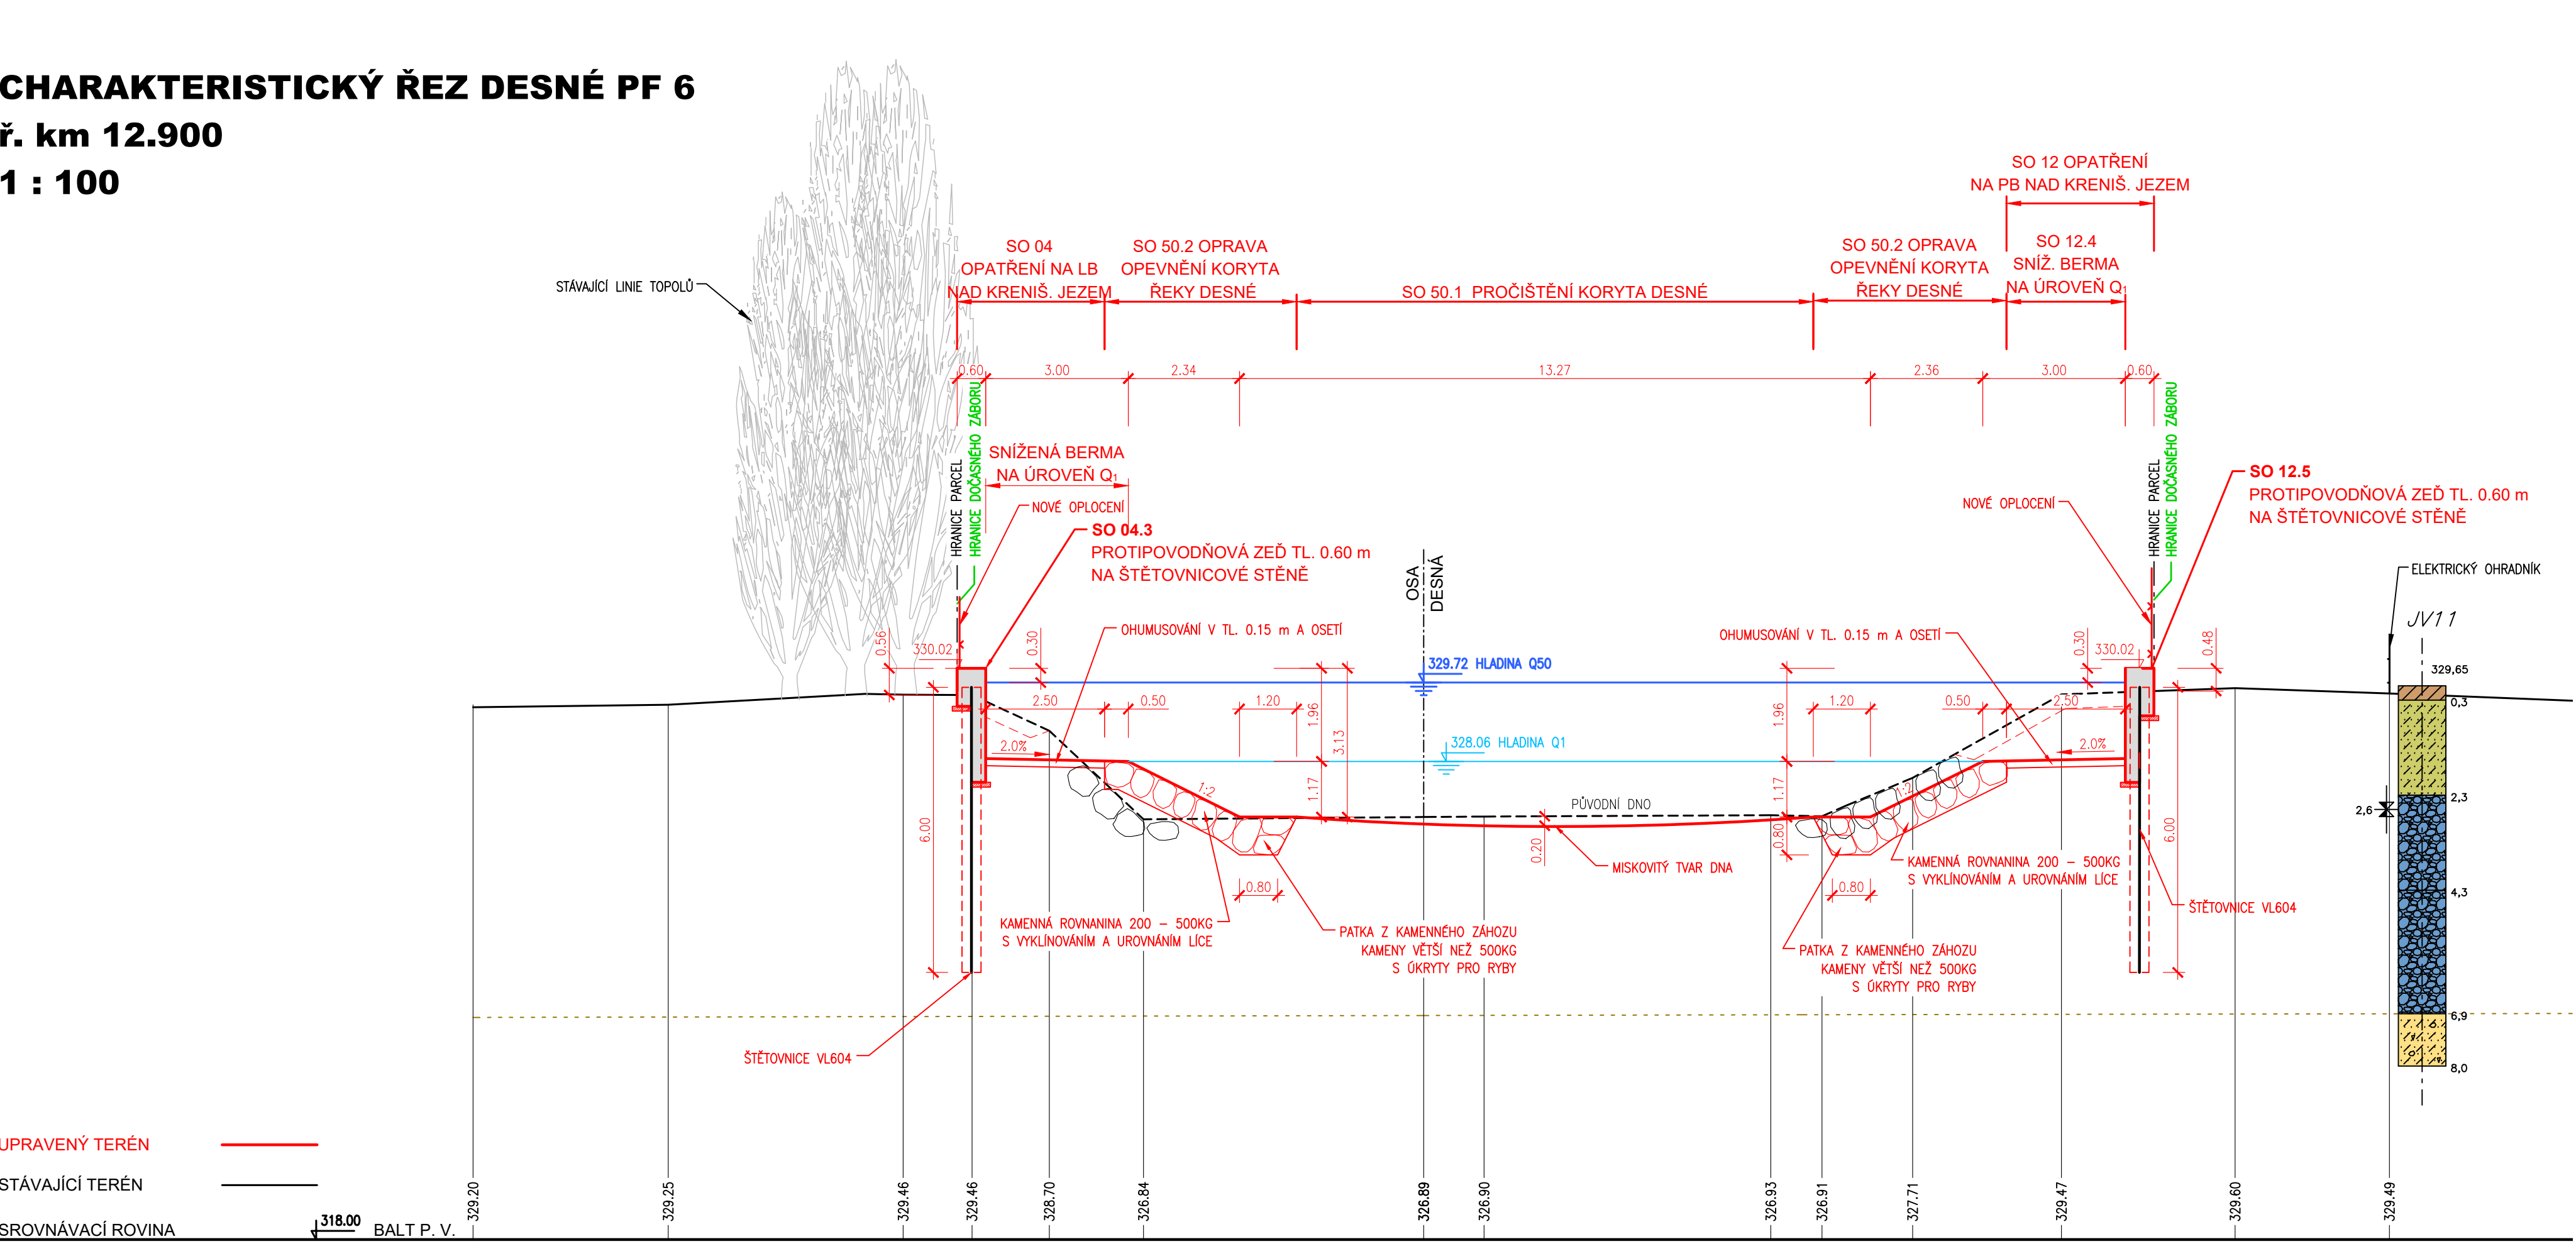 CHARAKTERISTICKÝ ŘEZ DESNÉ PF 6
ř. km 12.900
1 : 100
STÁVAJÍCÍ LINIE TOPOLŮ
SO 04
OPATŘENÍ NA LB
NAD KRENIŠ. JEZEM
SO 50.2 OPRAVA
OPEVNĚNÍ KORYTA
ŘEKY DESNÉ
SO 50.1 PROČIŠTĚNÍ KORYTA DESNÉ
SO 50.2 OPRAVA
OPEVNĚNÍ KORYTA
ŘEKY DESNÉ
SO 12 OPATŘENÍ
NA PB NAD KRENIŠ. JEZEM
SO 12.4
SNÍŽ. BERMA
NA ÚROVEŇ Q1
0.60
3.00
2.34
13.27
2.36
3.00
0.60
HRANICE PARCEL
HRANICE DOČASNÉHO ZÁBORU
SNÍŽENÁ BERMA
NA ÚROVEŇ Q1
NOVÉ OPLOCENÍ
SO 04.3
PROTIPOVODŇOVÁ ZEĎ TL. 0.60 m
NA ŠTĚTOVNICOVÉ STĚNĚ
OSA
DESNÁ
NOVÉ OPLOCENÍ
HRANICE PARCEL
HRANICE DOČASNÉHO ZÁBORU
SO 12.5
PROTIPOVODŇOVÁ ZEĎ TL. 0.60 m
NA ŠTĚTOVNICOVÉ STĚNĚ
ELEKTRICKÝ OHRADNÍK
JV11
329,65
0,3
2,3
2,6
4,3
6,9
8,0
0.56
330.02
0.30
OHUMUSOVÁNÍ V TL. 0.15 m A OSETÍ
329.72 HLADINA Q50
OHUMUSOVÁNÍ V TL. 0.15 m A OSETÍ
0.30
330.02
0.48
2.50
0.50
1.20
1.96
3.13
1.96
1.20
0.50
2.50
2.0%
328.06 HLADINA Q1
2.0%
1:2
1.17
PŮVODNÍ DNO
1.17
1:2
6.00
0.20
0.80
6.00
MISKOVITÝ TVAR DNA
0.80
0.80
KAMENNÁ ROVNANINA 200 - 500KG
S VYKLÍNOVÁNÍM A UROVNÁNÍM LÍCE
KAMENNÁ ROVNANINA 200 - 500KG
S VYKLÍNOVÁNÍM A UROVNÁNÍM LÍCE
ŠTĚTOVNICE VL604
PATKA Z KAMENNÉHO ZÁHOZU
KAMENY VĚTŠÍ NEŽ 500KG
S ÚKRYTY PRO RYBY
PATKA Z KAMENNÉHO ZÁHOZU
KAMENY VĚTŠÍ NEŽ 500KG
S ÚKRYTY PRO RYBY
ŠTĚTOVNICE VL604
UPRAVENÝ TERÉN
STÁVAJÍCÍ TERÉN
SROVNÁVACÍ ROVINA
318.00
BALT P. V.
329.20
329.25
329.46
329.46
328.70
326.84
326.89
326.90
326.93
326.91
327.71
329.47
329.60
329.49